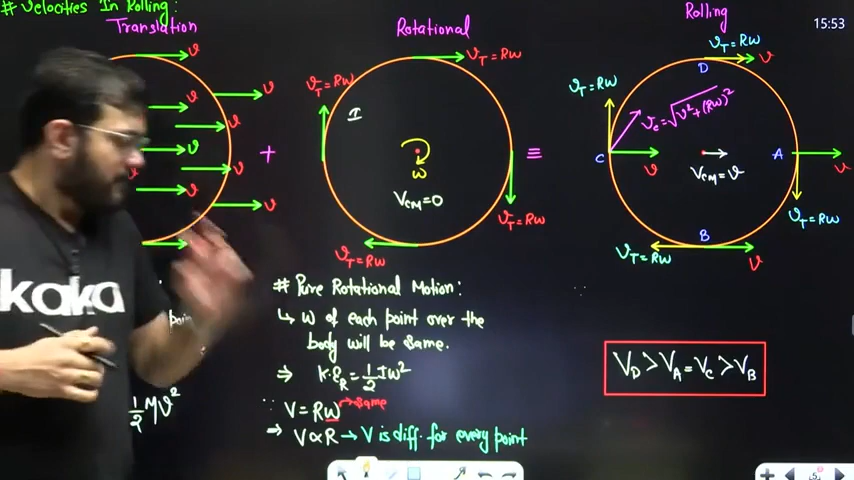 # Velocities In Rolling:
Translation
Rotational
Rolling
15:53
v
v
v
v
v
v
v
v
v
+
V_T = Rω
V_T = Rω
I
ω
V_CM = 0
V_T = Rω
V_T = Rω
≡
V_T = Rω
v
D
V_T = Rω
V_C = √v² + (Rω)²
C
v
V_CM = v
A
v
V_T = Rω
B
V_T = Rω
v
# Pure Rotational Motion:
↳ ω of each point over the
body will be same.
⇒ K.E_R = 1/2 Iω²
∵ V = Rω → same
⇒ V ∝ R → V is diff. for every point
V_D > V_A = V_C > V_B
kaka
poin
1/2 Mv²